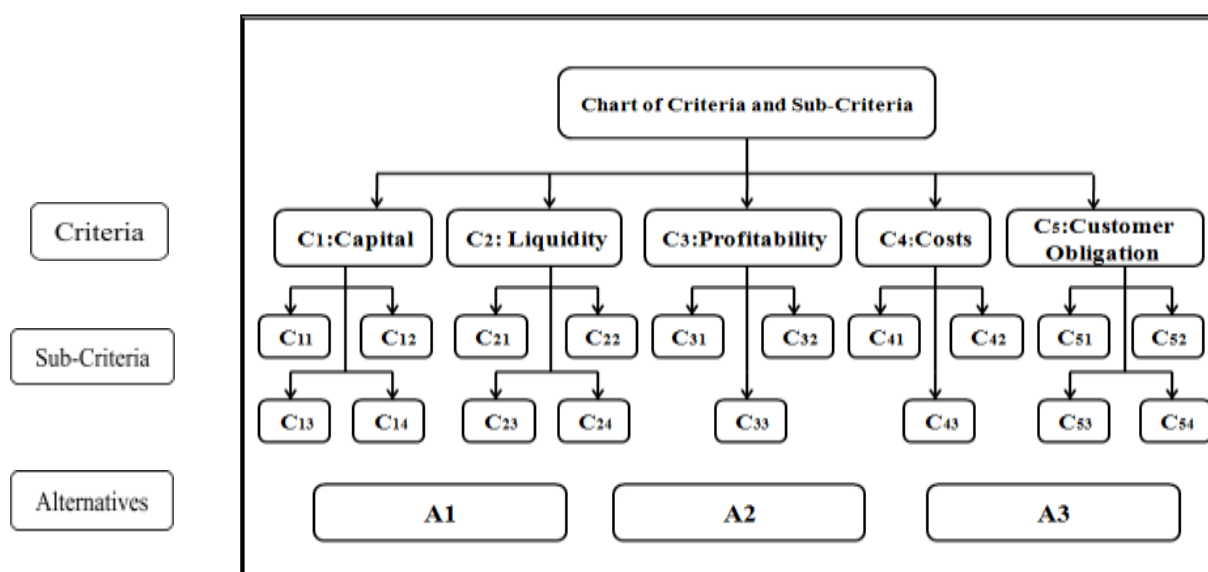 Chart of Criteria and Sub-Criteria
Criteria
C1:Capital
C2: Liquidity
C3:Profitability
C4:Costs
C5:Customer
Obligation
Sub-Criteria
C11
C12
C21
C22
C31
C32
C41
C42
C51
C52
C13
C14
C23
C24
C33
C43
C53
C54
Alternatives
A1
A2
A3